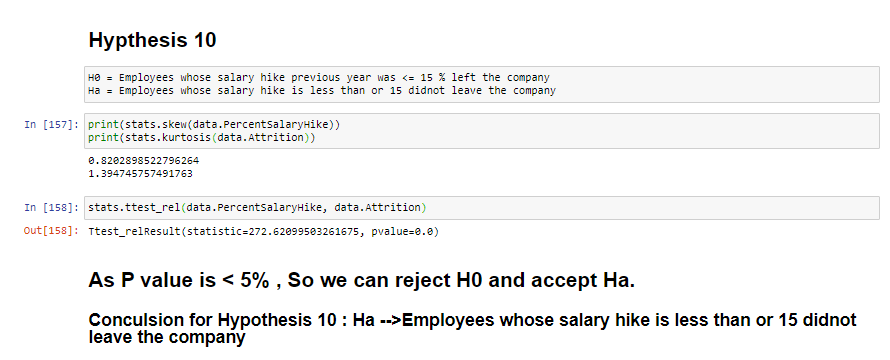 Hypthesis 10
H0 = Employees whose salary hike previous year was <= 15 % left the company
Ha = Employees whose salary hike is less than or 15 didnot leave the company
In [157]: print(stats.skew(data.PercentSalaryHike))
print(stats.kurtosis(data.Attrition))
0.8202898522796264
1.394745757491763
In [158]: stats.ttest_rel(data.PercentSalaryHike, data.Attrition)
Out[158]: Ttest_relResult(statistic=272.62099503261675, pvalue=0.0)
As P value is < 5% , So we can reject H0 and accept Ha.
Conculsion for Hypothesis 10 : Ha -->Employees whose salary hike is less than or 15 didnot
leave the company